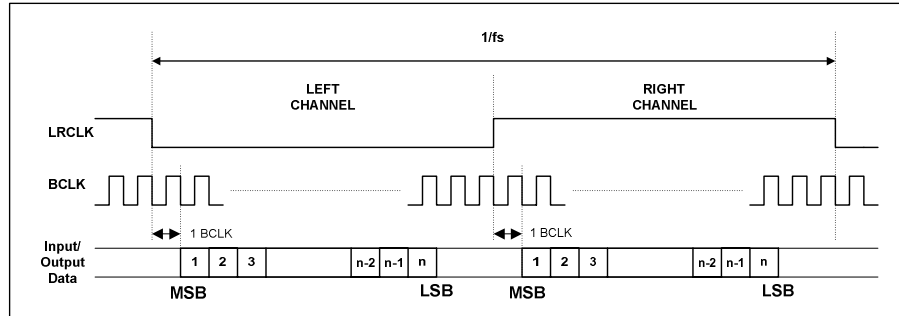 1/fs
LEFT CHANNEL
RIGHT CHANNEL
LRCLK
BCLK
1 BCLK
1 BCLK
Input/
Output
Data
1 2 3 n-2 n-1 n 1 2 3 n-2 n-1 n
MSB LSB MSB LSB